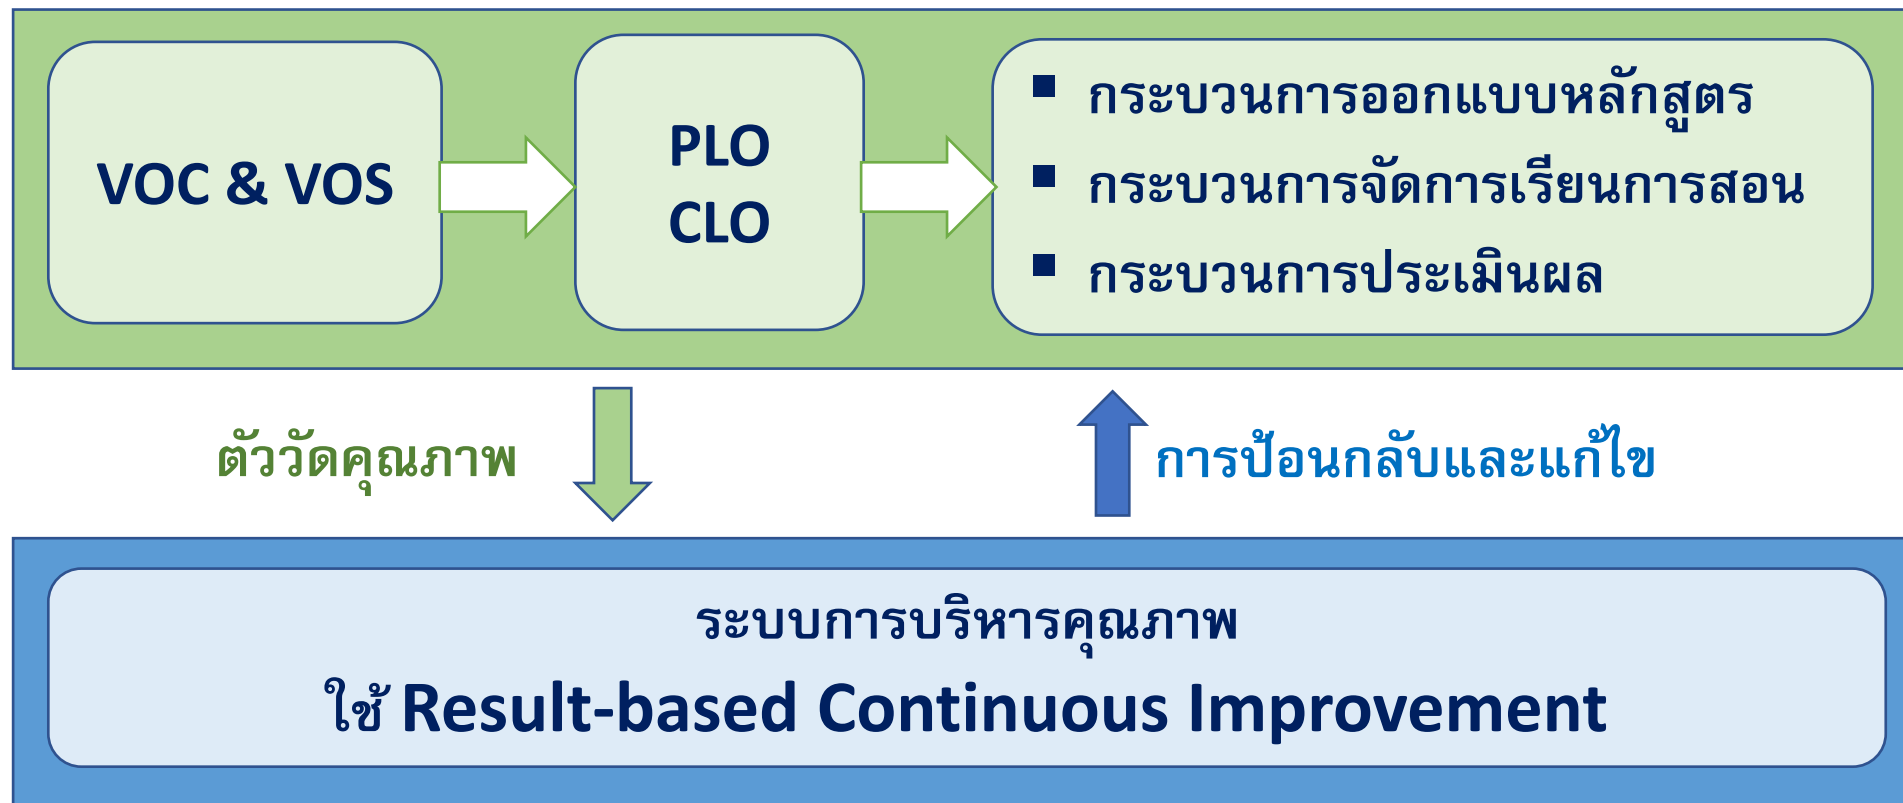 VOC & VOS
PLO
CLO
▪ กระบวนการออกแบบหลักสูตร
▪ กระบวนการจัดการเรียนการสอน
▪ กระบวนการประเมินผล
ตัววัดคุณภาพ
การป้อนกลับและแก้ไข
ระบบการบริหารคุณภาพ
ใช้ Result-based Continuous Improvement